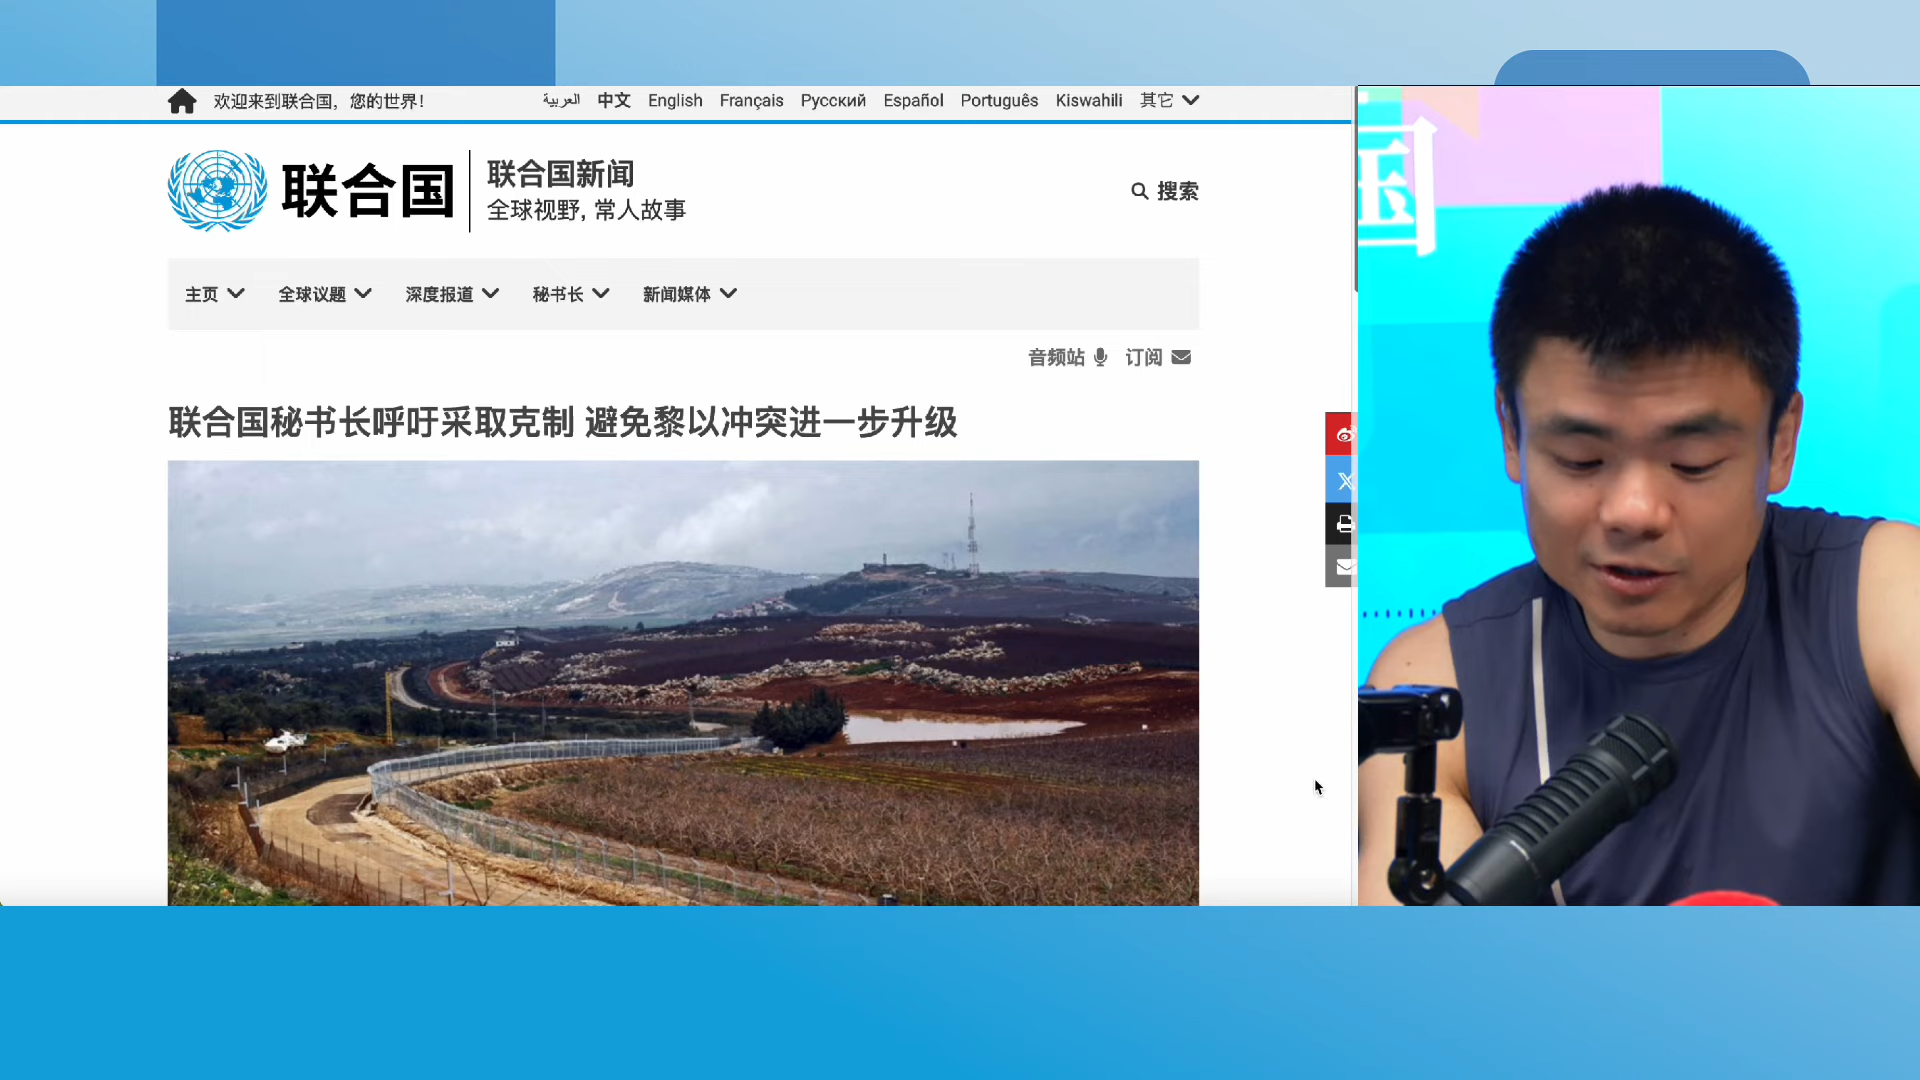 欢迎来到联合国，您的世界！
العربية 中文 English Français Русский Español Português Kiswahili 其它
联合国
联合国新闻
全球视野, 常人故事
搜索
主页 全球议题 深度报道 秘书长 新闻媒体
音频站 订阅
联合国秘书长呼吁采取克制 避免黎以冲突进一步升级